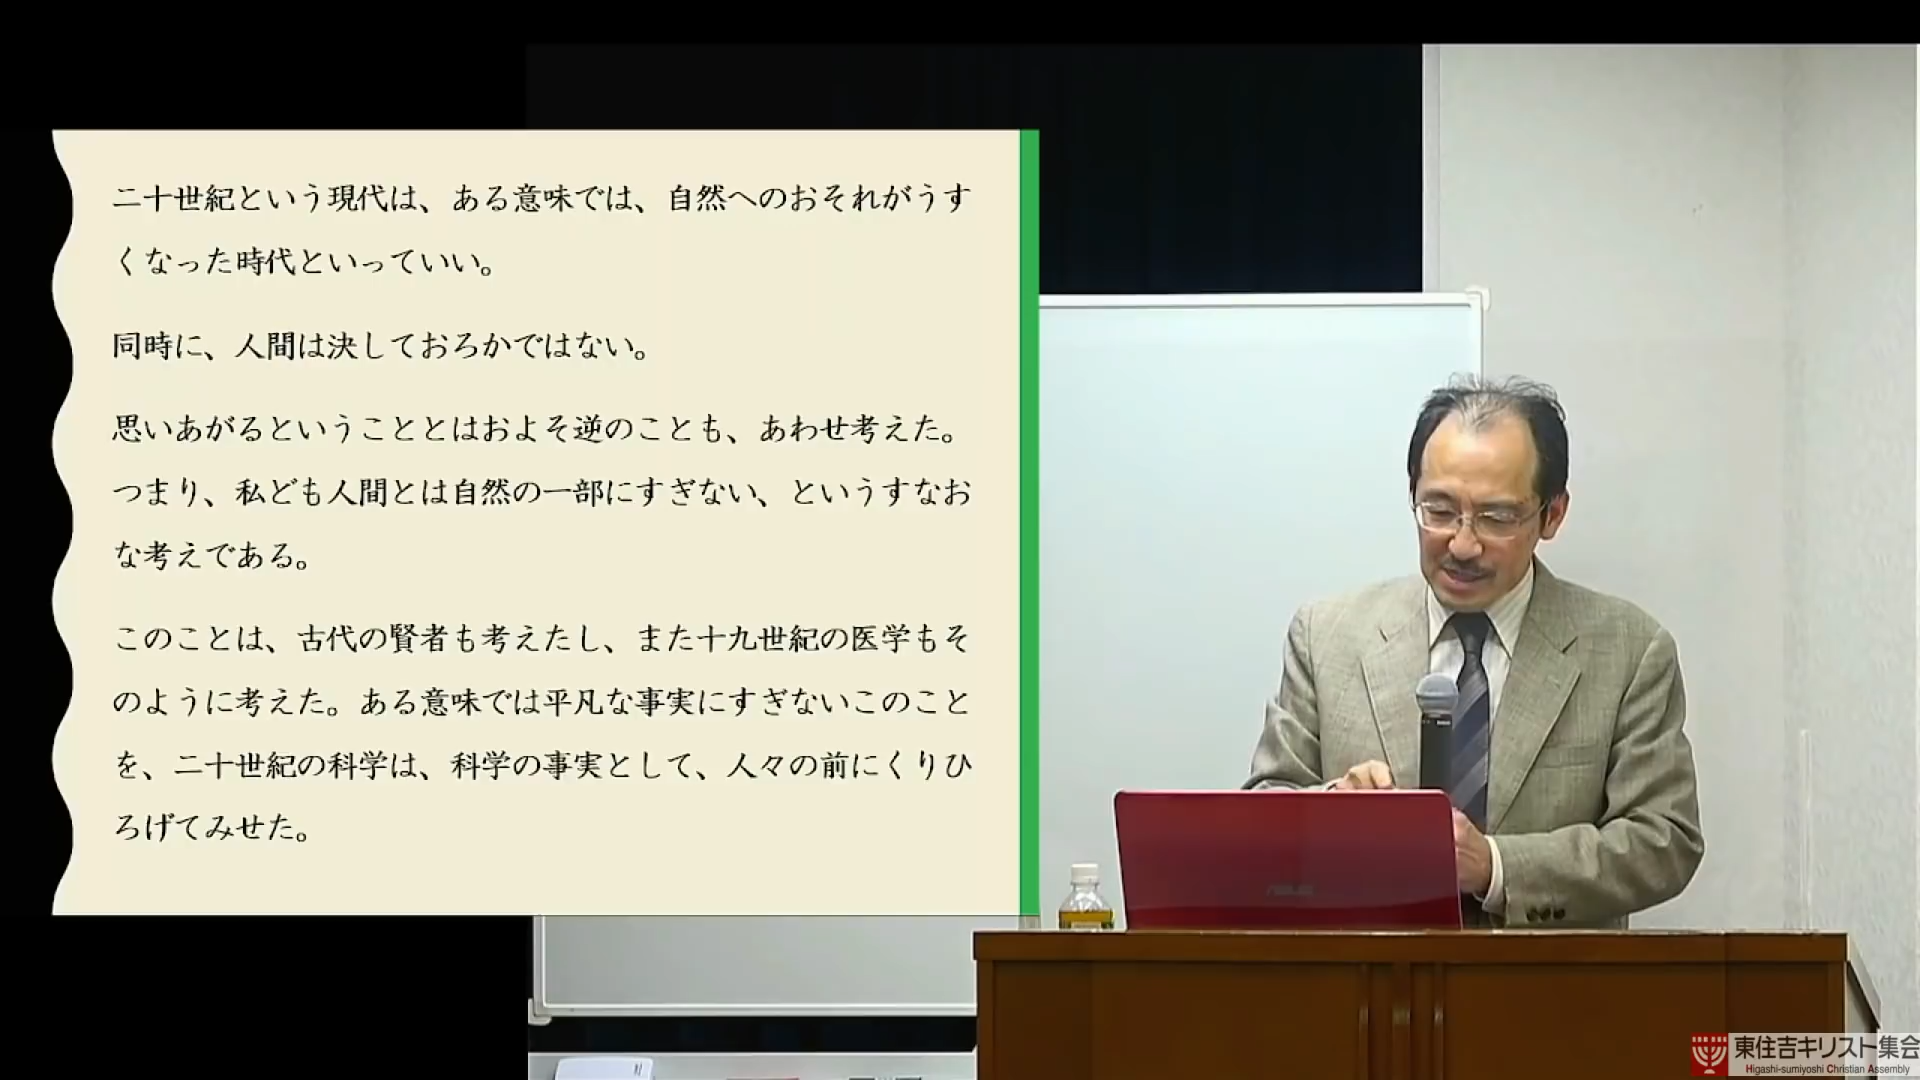 二十世紀という現代は、ある意味では、自然へのおそれがうす
くなった時代といっていい。
同時に、人間は決しておろかではない。
思いあがるということとはおよそ逆のことも、あわせ考えた。
つまり、私ども人間とは自然の一部にすぎない、というすなお
な考えである。
このことは、古代の賢者も考えたし、また十九世紀の医学もそ
のように考えた。ある意味では平凡な事実にすぎないこのこと
を、二十世紀の科学は、科学の事実として、人々の前にくりひ
ろげてみせた。
ASUS
東住吉キリスト集会
Higashi-sumiyoshi Christian Assembly